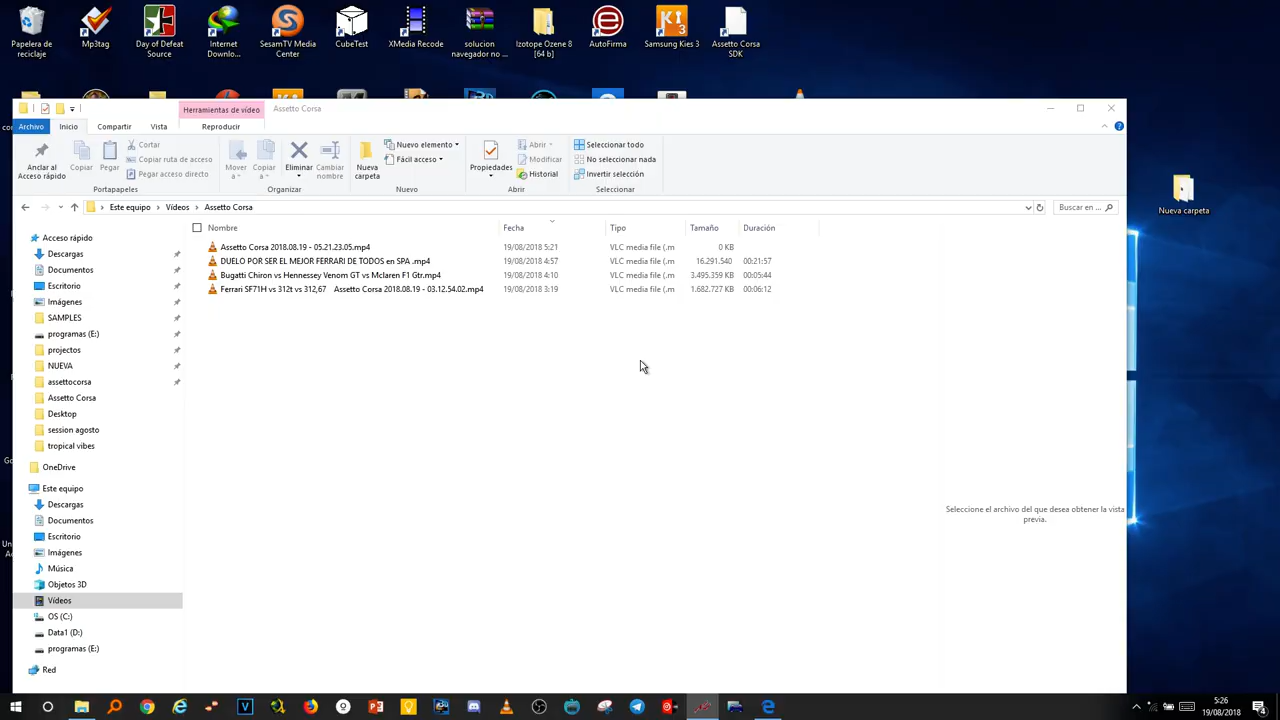 Papelera de
reciclaje
Mp3tag
Day of Defeat
Source
Internet
Downlo...
SesamTV Media
Center
CubeTest
XMedia Recode
solucion
navegador no ...
Izotope Ozene 8
[64 b]
AutoFirma
Samsung Kies 3
Assetto Corsa
SDK
Herramientas de vídeo
Assetto Corsa
Archivo
Inicio
Compartir
Vista
Reproducir
Anclar al
Acceso rápido
Copiar
Pegar
Cortar
Copiar ruta de acceso
Pegar acceso directo
Portapapeles
Mover
a
Copiar
a
Eliminar
Cambiar
nombre
Organizar
Nueva
carpeta
Nuevo elemento
Fácil acceso
Nuevo
Propiedades
Abrir
Modificar
Historial
Abrir
Seleccionar todo
No seleccionar nada
Invertir selección
Seleccionar
Este equipo > Vídeos > Assetto Corsa
Buscar en ...
Nueva carpeta
Nombre Fecha Tipo Tamaño Duración
Assetto Corsa 2018.08.19 - 05.21.23.05.mp4 19/08/2018 5:21 VLC media file (.m 0 KB
DUELO POR SER EL MEJOR FERRARI DE TODOS en SPA .mp4 19/08/2018 4:57 VLC media file (.m 16.291.540 00:21:57
Bugatti Chiron vs Hennessey Venom GT vs Mclaren F1 Gtr.mp4 19/08/2018 4:10 VLC media file (.m 3.495.359 KB 00:05:44
Ferrari SF71H vs 312t vs 312,67 Assetto Corsa 2018.08.19 - 03.12.54.02.mp4 19/08/2018 3:19 VLC media file (.m 1.682.727 KB 00:06:12
Acceso rápido
Descargas
Documentos
Escritorio
Imágenes
SAMPLES
programas (E:)
projectos
NUEVA
assettocorsa
Assetto Corsa
Desktop
session agosto
tropical vibes
OneDrive
Este equipo
Descargas
Documentos
Escritorio
Imágenes
Música
Objetos 3D
Vídeos
OS (C:)
Data1 (D:)
programas (E:)
Red
Seleccione el archivo del que desea obtener la vista
previa.
5:26
19/08/2018